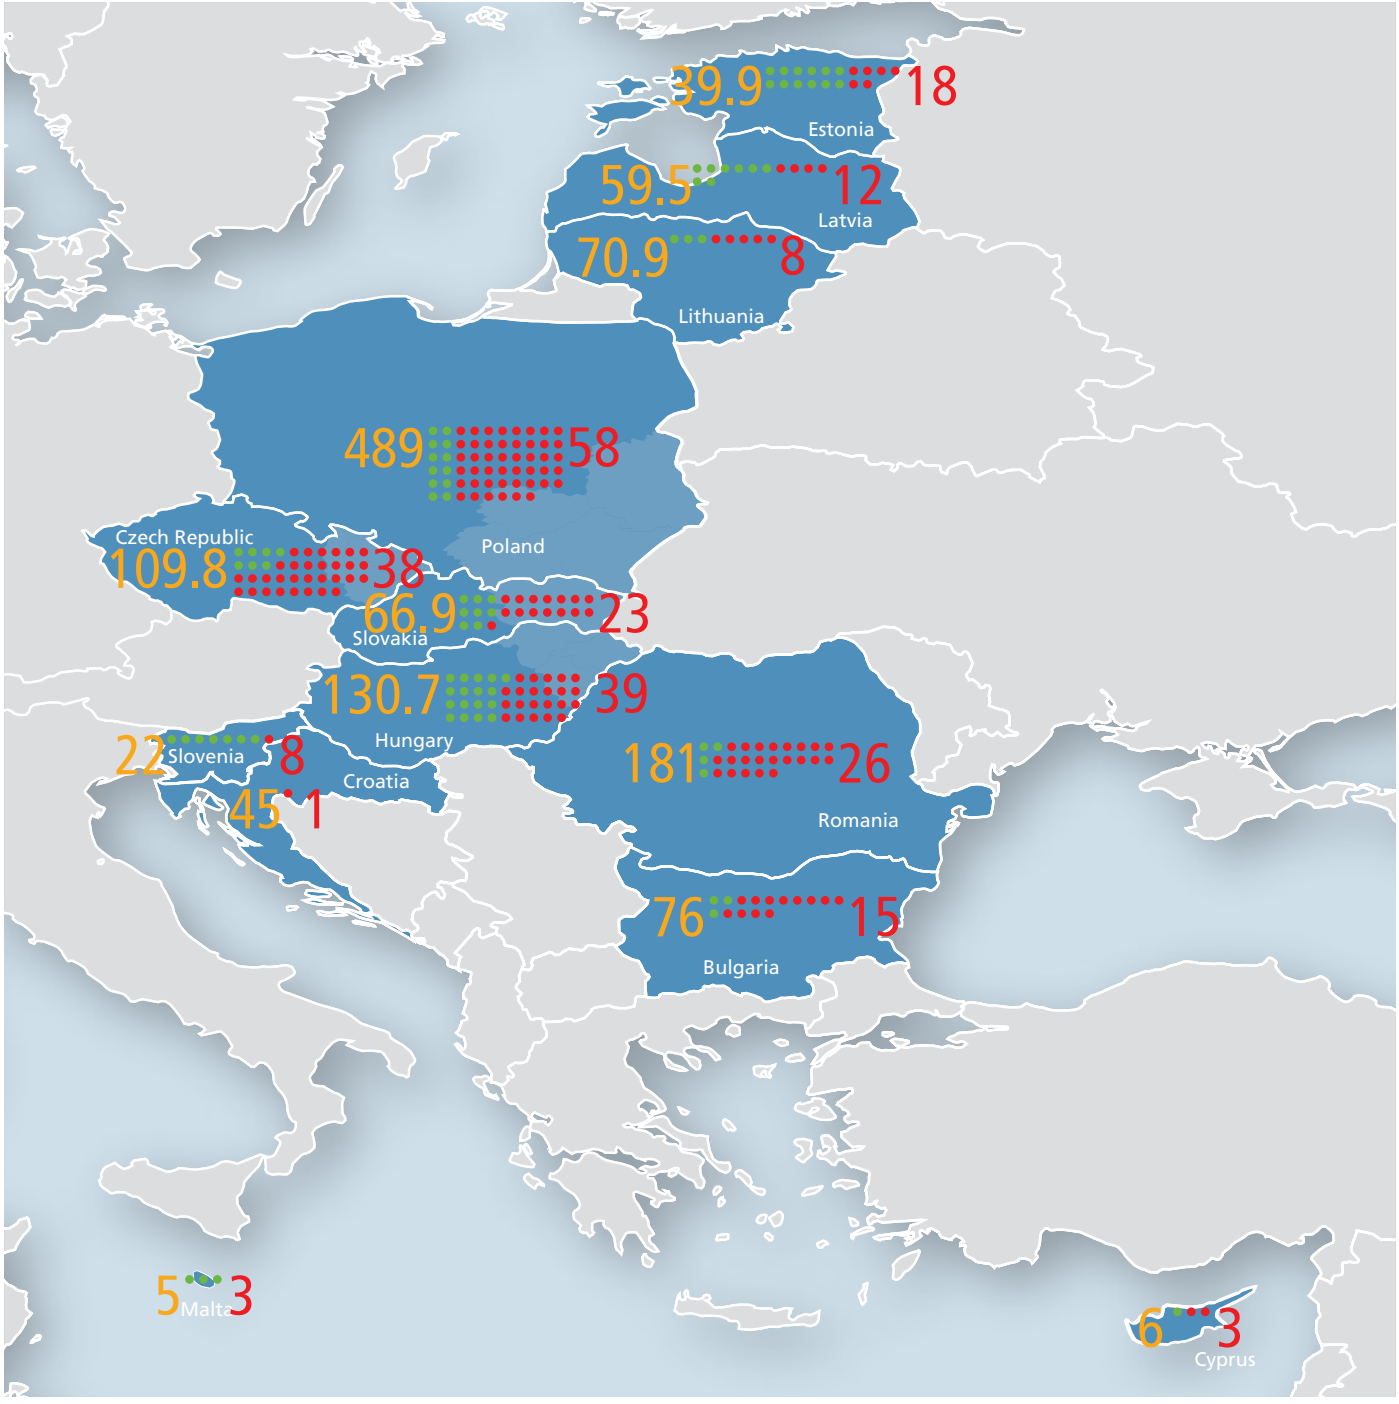 39.9 18
Estonia
59.5 12
Latvia
70.9 8
Lithuania
489 58
Poland
Czech Republic
109.8 38
66.9 23
Slovakia
130.7 39
Hungary
22 Slovenia 8
Croatia
45 1
181 26
Romania
76 15
Bulgaria
5 3
Malta
6 3
Cyprus